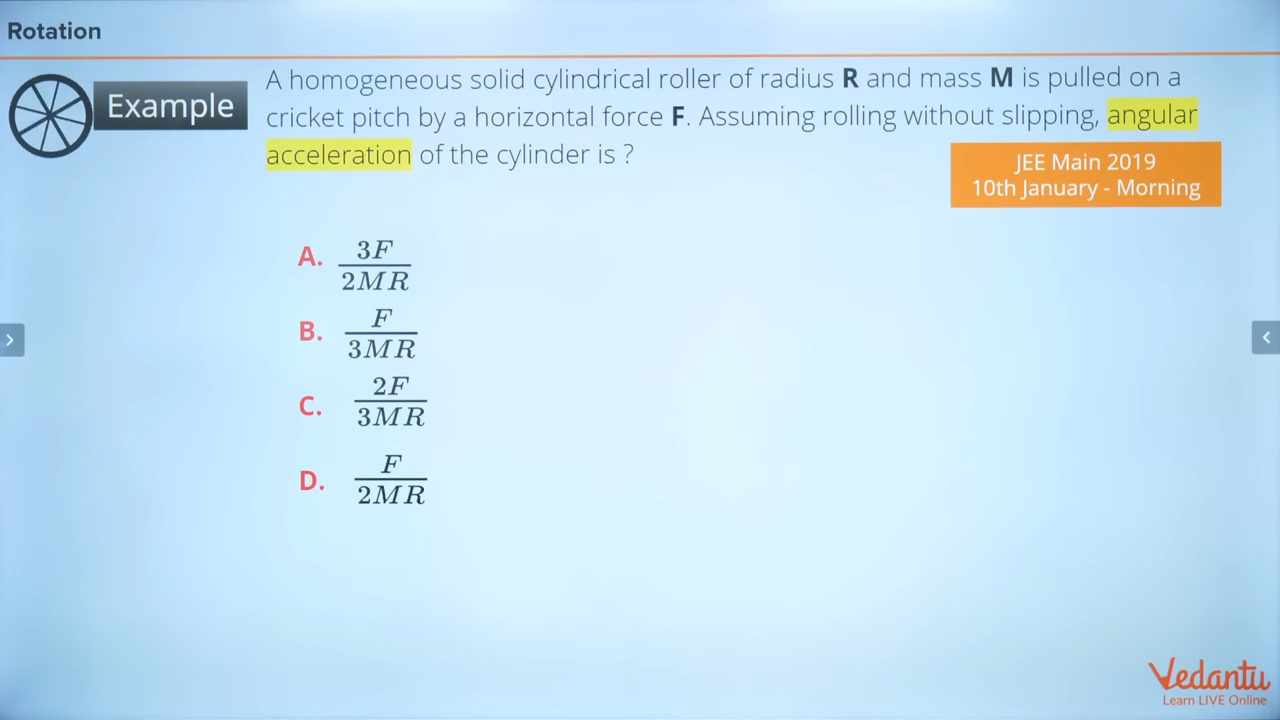 Rotation
Example
A homogeneous solid cylindrical roller of radius R and mass M is pulled on a
cricket pitch by a horizontal force F. Assuming rolling without slipping, angular
acceleration of the cylinder is ?
JEE Main 2019
10th January - Morning
A. 3F/2MR
B. F/3MR
C. 2F/3MR
D. F/2MR
Vedantu
Learn LIVE Online